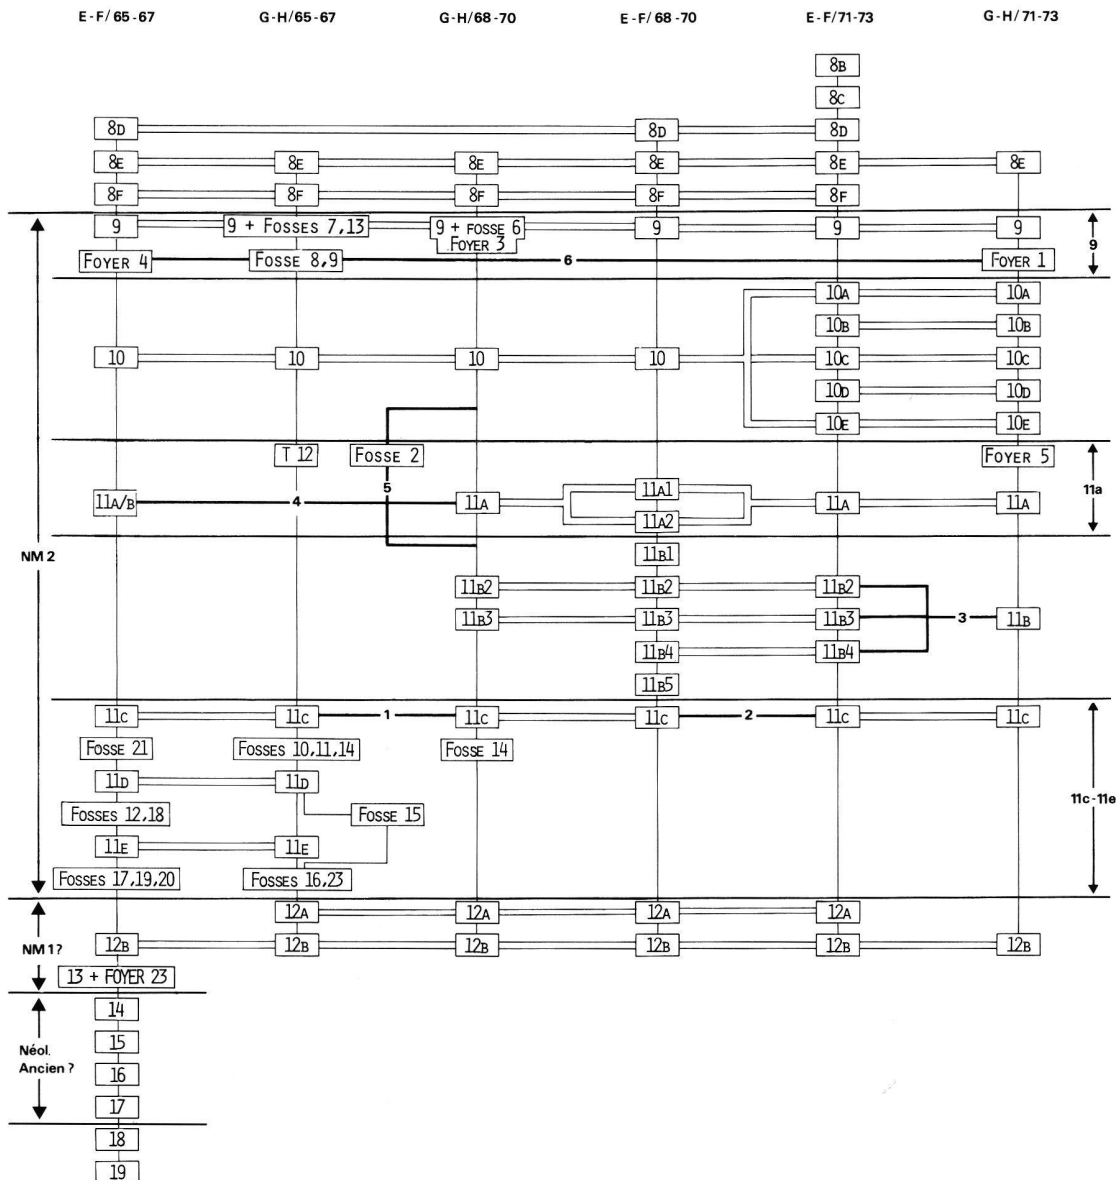 E-F/65-67 G-H/65-67 G-H/68-70 E-F/68-70 E-F/71-73 G-H/71-73
8B
8C
8D 8D 8D
8E 8E 8E 8E 8E 8E
8F 8F 8F 8F 8F
9 9 + FOSSES 7,13 9 + FOSSE 6 9 9 9
FOYER 3
9
FOYER 4 FOSSE 8,9 6 FOYER 1
10A 10A
10B 10B
10 10 10 10 10C 10C
10D 10D
10E 10E
T 12 FOSSE 2 FOYER 5
5
11a
11A1
11A/B 4 11A 11A 11A
11A2
NM 2
11B1
11B2 11B2 11B2
11B3 11B3 11B3 3 11B
11B4 11B4
11B5
11C 11C 1 11C 11C 2 11C 11C
FOSSE 21 FOSSES 10,11,14 FOSSE 14
11D 11D
11c-11e
FOSSES 12,18 FOSSE 15
11E 11E
FOSSES 17,19,20 FOSSES 16,23
12A 12A 12A 12A
NM 1?
12B 12B 12B 12B 12B 12B
13 + FOYER 23
14
15
Néol.
Ancien ?
16
17
18
19